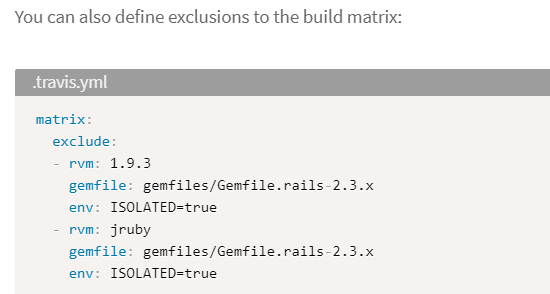 You can also define exclusions to the build matrix:
.travis.yml
matrix:
  exclude:
  - rvm: 1.9.3
    gemfile: gemfiles/Gemfile.rails-2.3.x
    env: ISOLATED=true
  - rvm: jruby
    gemfile: gemfiles/Gemfile.rails-2.3.x
    env: ISOLATED=true